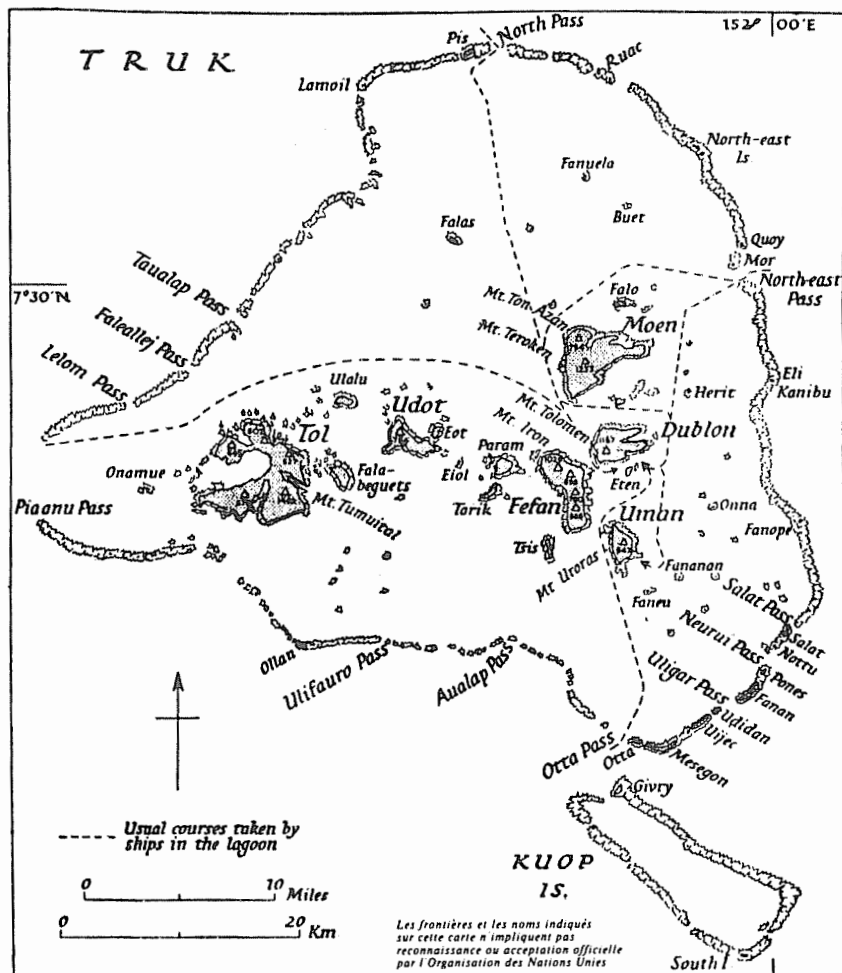 TRUK
152° 00'E
Pis
North Pass
Ruac
Lamoil
North-east
Is.
Fanuela
Buet
Falas
Quoy
Mor
North-east
Pass
7°30'N
Taualap Pass
Faleallej Pass
Lelom Pass
Mt. Ton-Azan
Mt. Teroken
Falo
Moen
Eli
Kanibu
Herit
Ulalu
Udot
Eot
Tol
Mt. Tolomen
Mt. Iron
Dublon
Onamue
Fala-
beguets
Eiol
Param
Tarik
Fefan
Eten
Piaanu Pass
Mt. Tumuital
Uman
Onna
Fanope
Tsis
Mt. Uroras
Fananan
Faneu
Salat Pass
Salat
Nortu
Neurui Pass
Pones
Uligar Pass
Fanan
Ollan
Ulifauro Pass
Aualap Pass
Udidan
Uijec
Otta Pass
Otta
Mesegon
Givry
Usual courses taken by
ships in the lagoon
0 10 Miles
0 20 Km
KUOP
IS.
South I
Les frontières et les noms indiqués
sur cette carte n'impliquent pas
reconnaissance ou acceptation officielle
par l'Organisation des Nations Unies